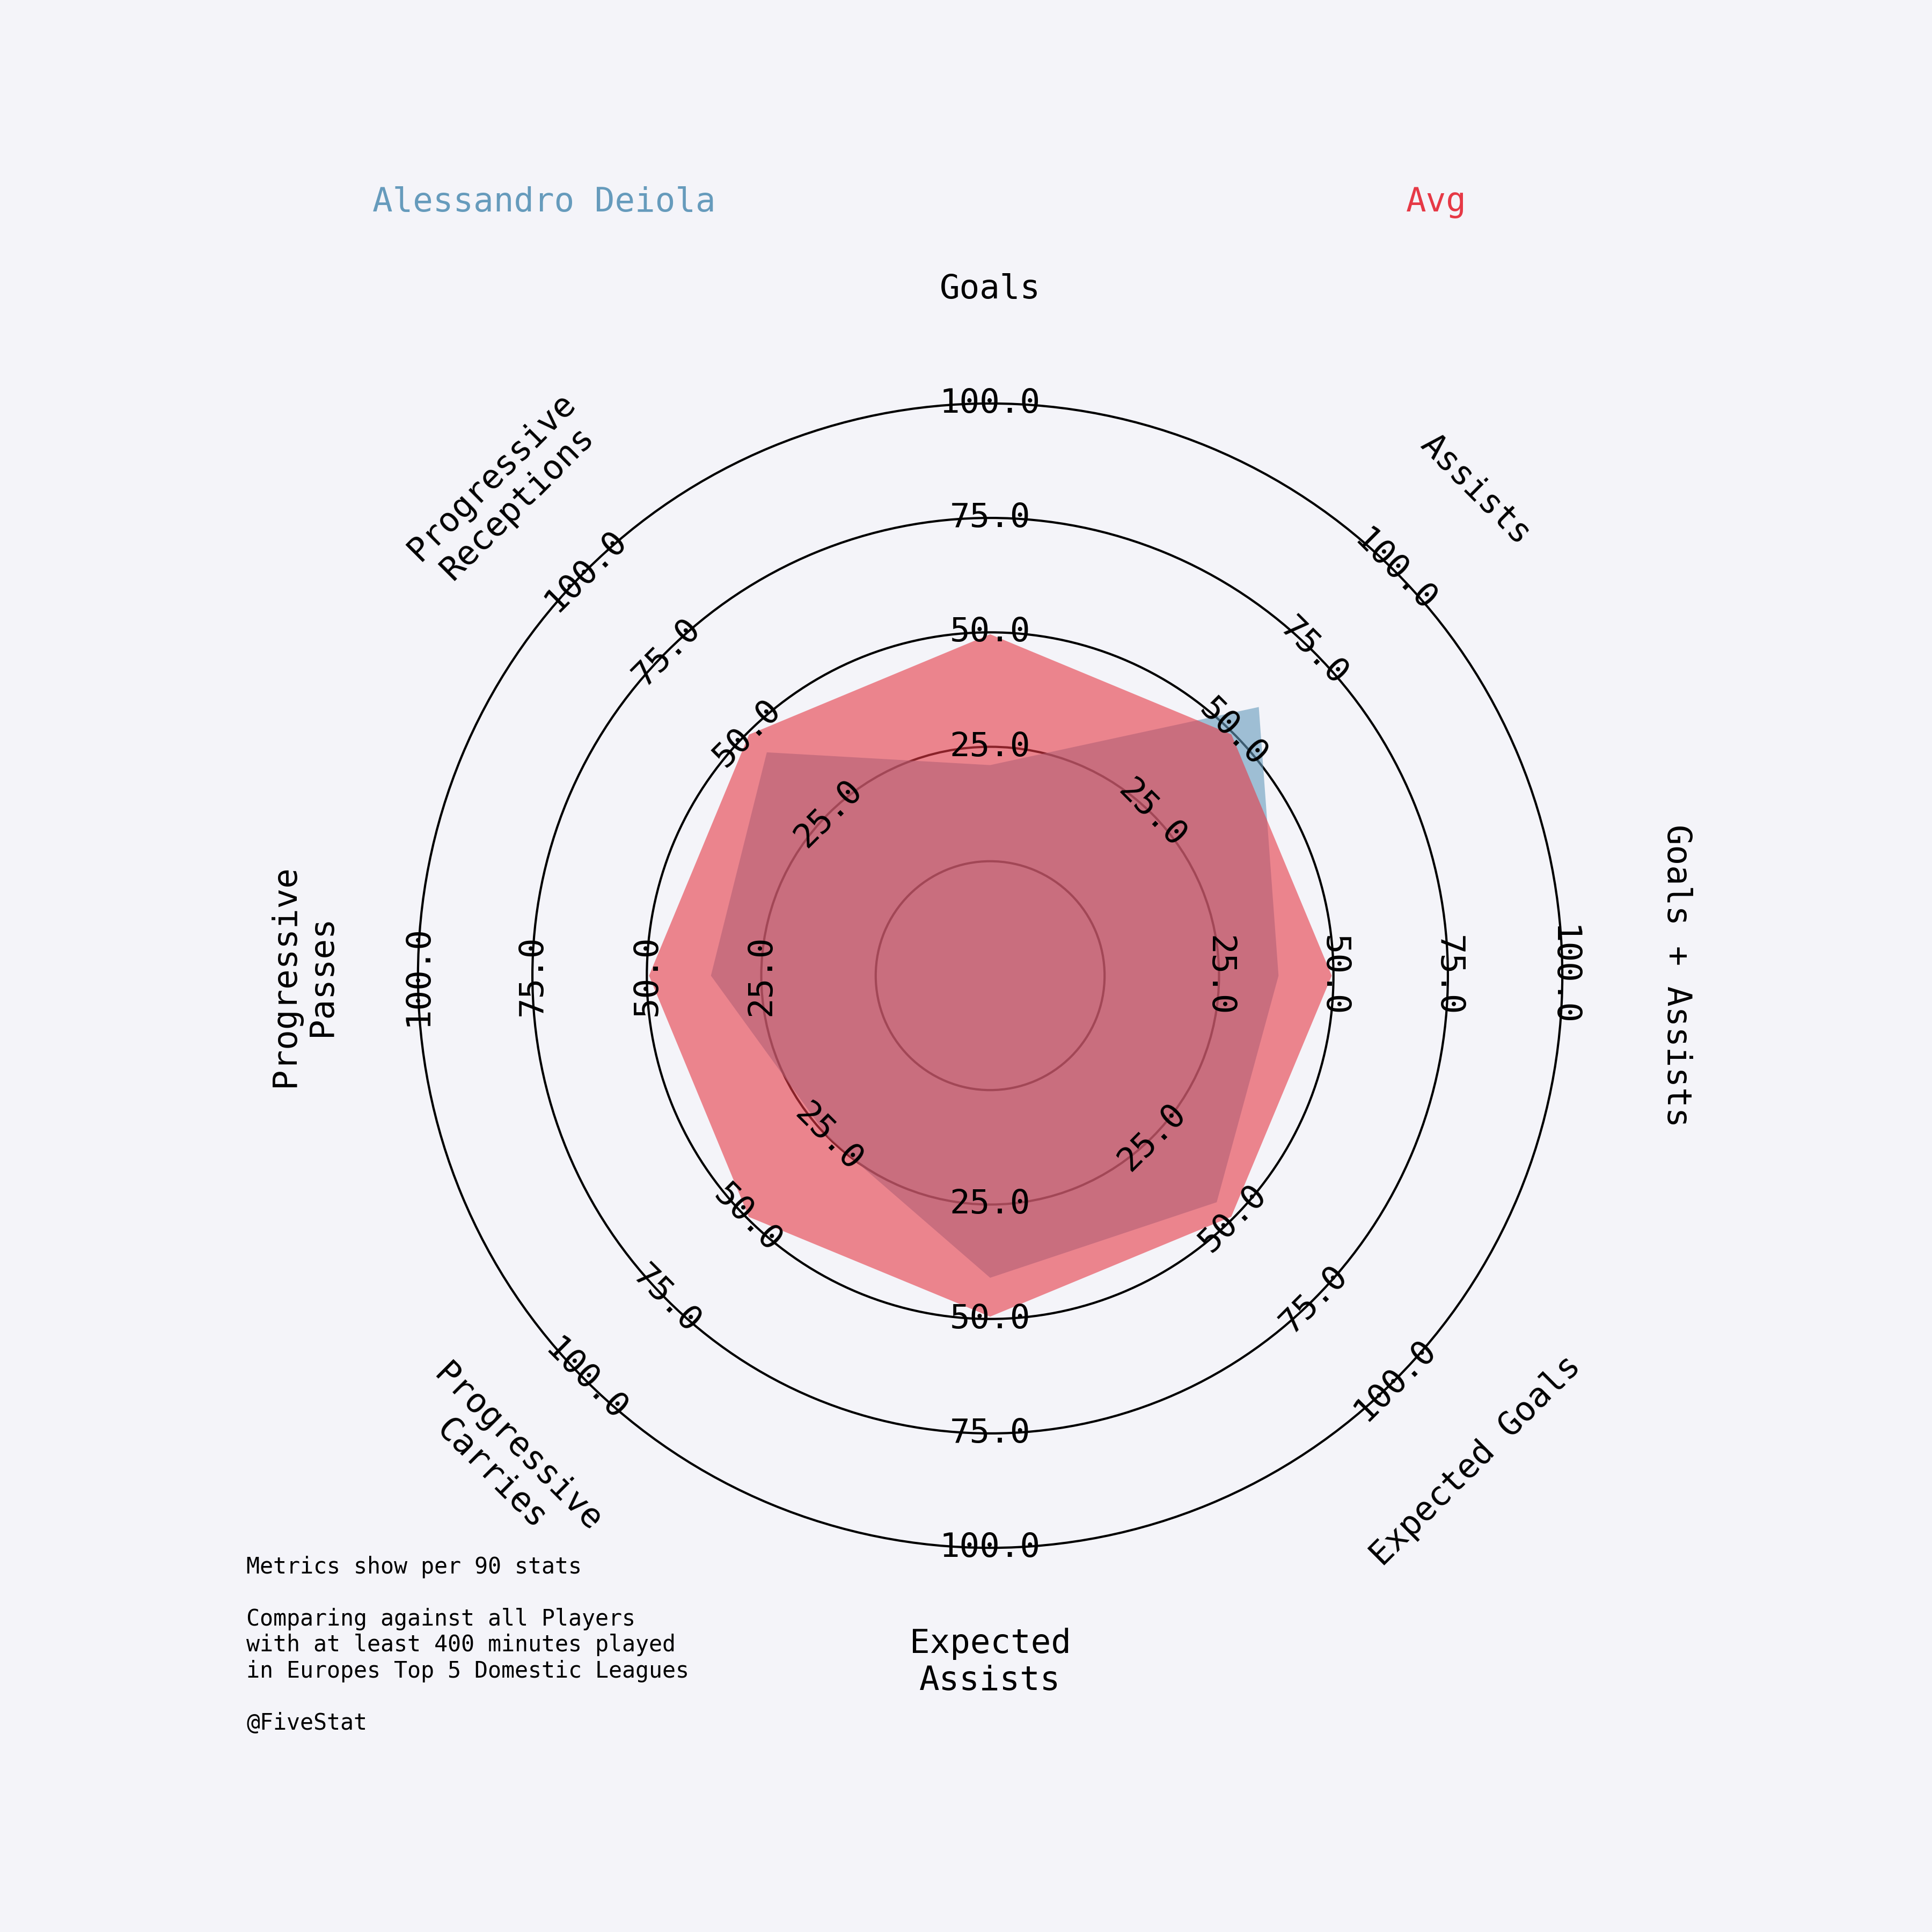 Alessandro Deiola
Avg
Goals
Assists
Goals + Assists
Expected Goals
Expected
Assists
Progressive
Carries
Progressive
Passes
Progressive
Receptions
25.0
50.0
75.0
100.0
25.0
50.0
75.0
100.0
25.0
50.0
75.0
100.0
25.0
50.0
75.0
100.0
25.0
50.0
75.0
100.0
25.0
50.0
75.0
100.0
25.0
50.0
75.0
100.0
25.0
50.0
75.0
100.0
Metrics show per 90 stats
Comparing against all Players
with at least 400 minutes played
in Europes Top 5 Domestic Leagues
@FiveStat